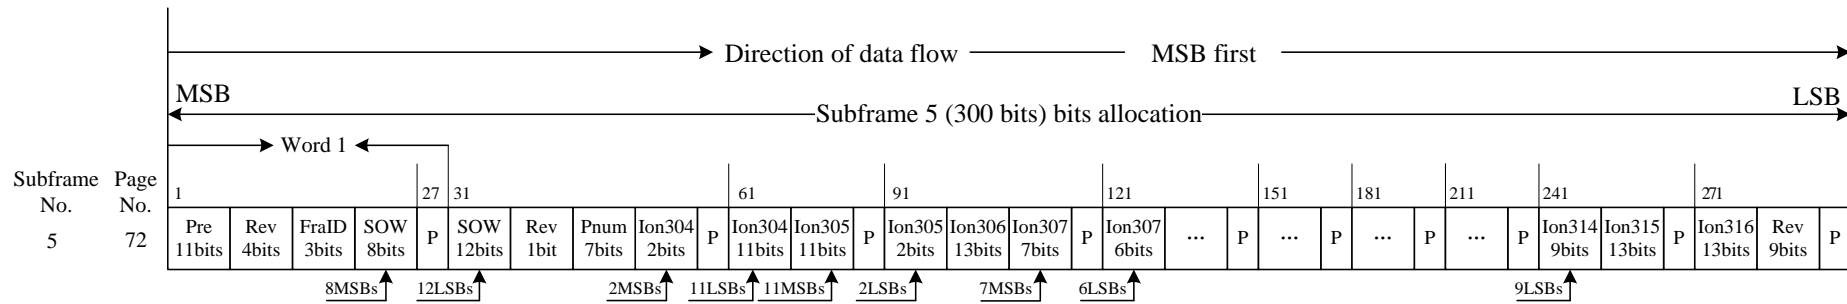 Direction of data flow MSB first
MSB LSB
Subframe 5 (300 bits) bits allocation
Word 1
Subframe No. Page No.
1 27 31 61 91 121 151 181 211 241 271
5 72
Pre 11bits
Rev 4bits
FraID 3bits
SOW 8bits
P
SOW 12bits
Rev 1bit
Pnum 7bits
Ion304 2bits
P
Ion304 11bits
Ion305 11bits
P
Ion305 2bits
Ion306 13bits
Ion307 7bits
P
Ion307 6bits
...
P
...
P
...
P
...
P
Ion314 9bits
Ion315 13bits
P
Ion316 13bits
Rev 9bits
P
8MSBs 12LSBs 2MSBs 11LSBs 11MSBs 2LSBs 7MSBs 6LSBs 9LSBs